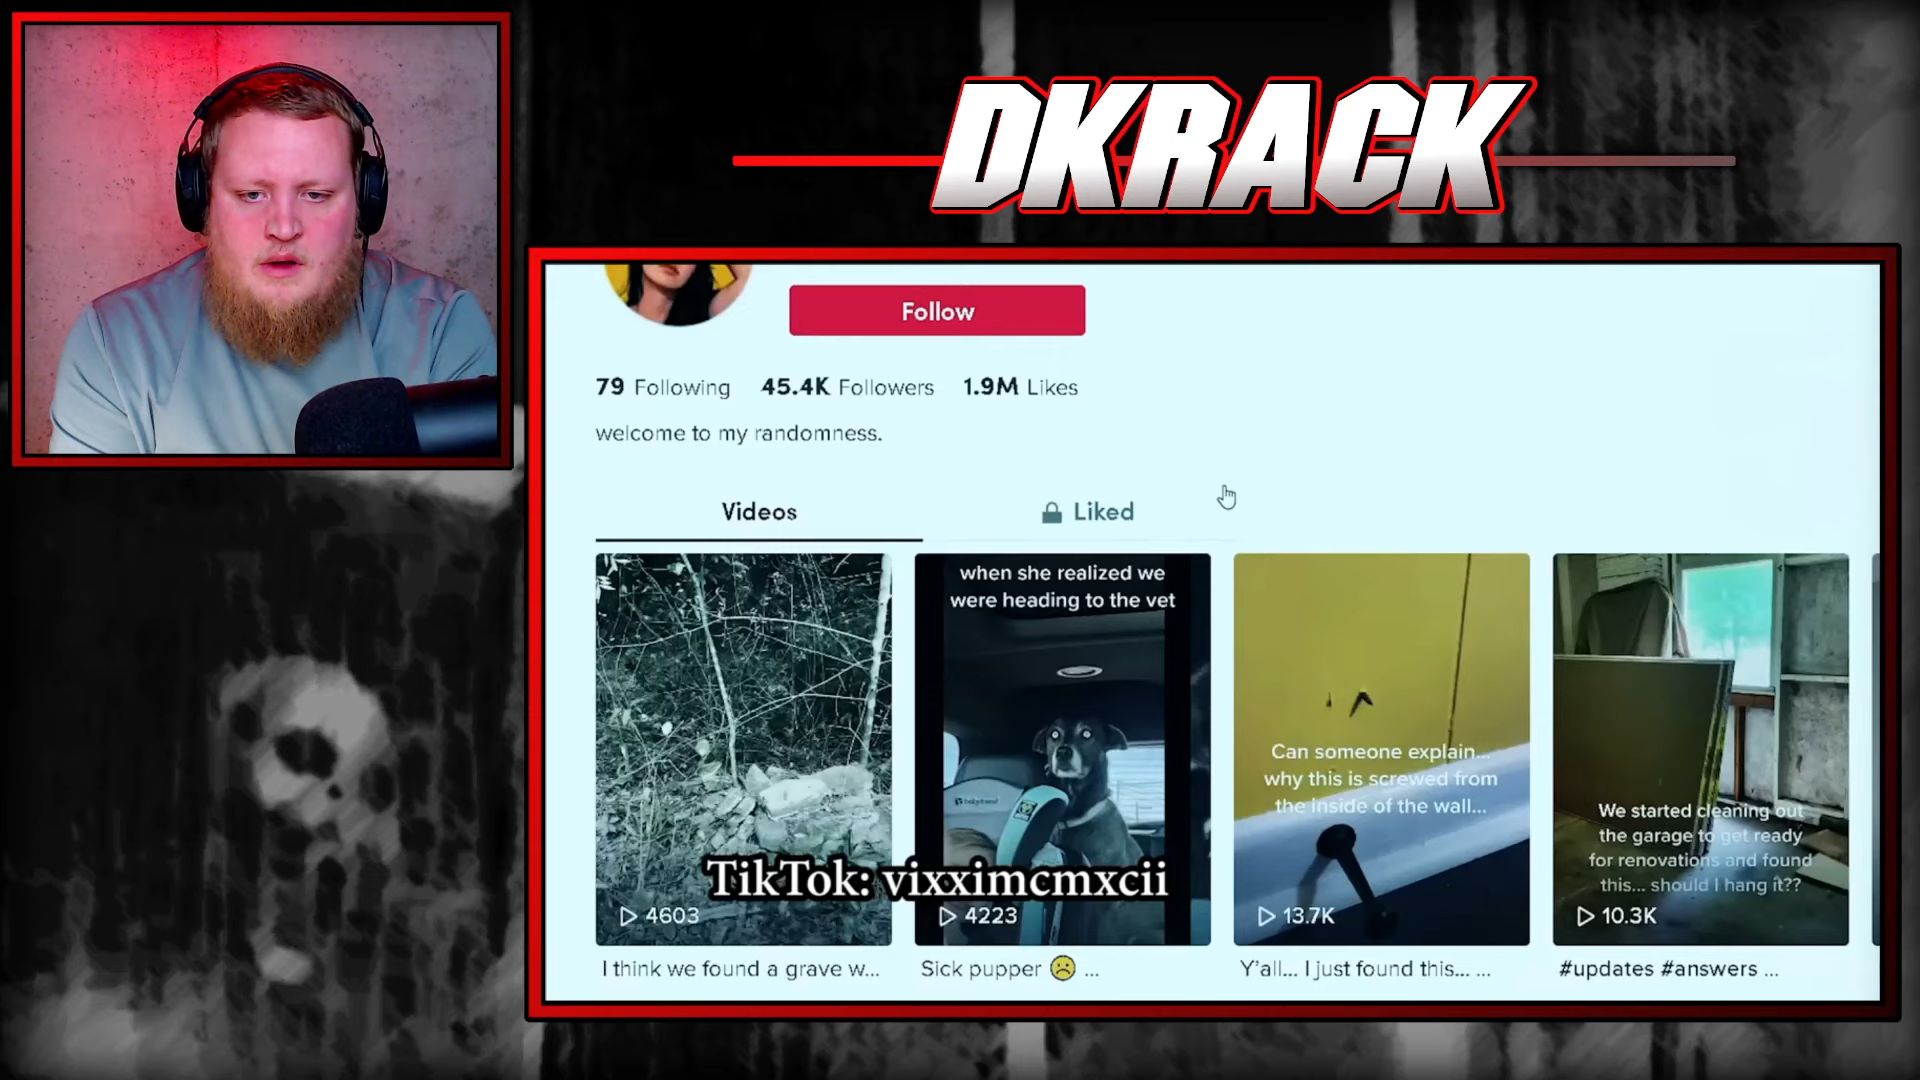 DKRACK
Follow
79 Following 45.4K Followers 1.9M Likes
welcome to my randomness.
Videos
Liked
when she realized we
were heading to the vet
Can someone explain...
why this is screwed from
the inside of the wall...
We started cleaning out
the garage to get ready
for renovations and found
this... should I hang it??
TikTok: vixximcmxcii
4603
4223
13.7K
10.3K
I think we found a grave w...
Sick pupper ☹️ ...
Y'all... I just found this... ...
#updates #answers ...